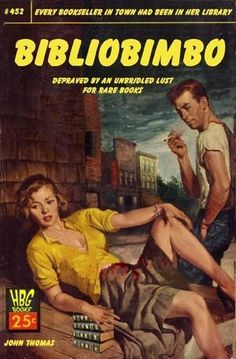 #452
EVERY BOOKSELLER IN TOWN HAD BEEN IN HER LIBRARY
BIBLIOBIMBO
DEPRAVED BY AN UNBRIDLED LUST
FOR RARE BOOKS
HBG
BOOKS
25¢
JOHN THOMAS